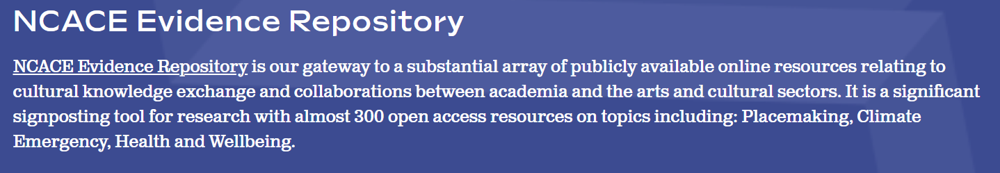 NCACE Evidence Repository
NCACE Evidence Repository is our gateway to a substantial array of publicly available online resources relating to
cultural knowledge exchange and collaborations between academia and the arts and cultural sectors. It is a significant
signposting tool for research with almost 300 open access resources on topics including: Placemaking, Climate
Emergency, Health and Wellbeing.